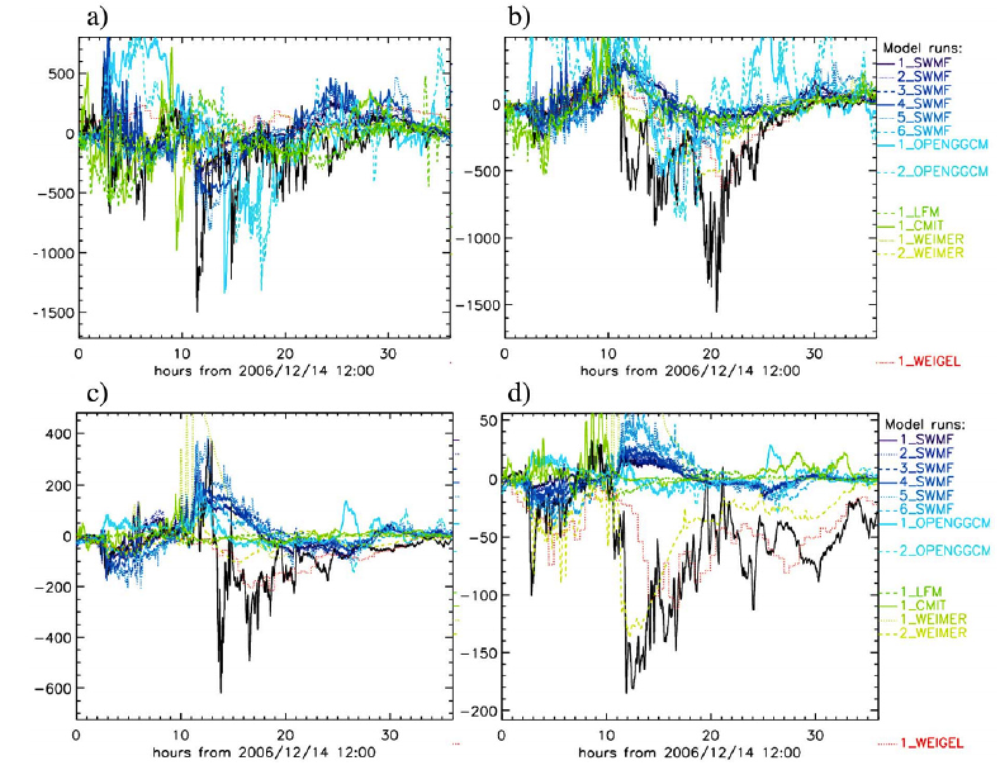 a)
500
0
-500
-1000
-1500
0 10 20 30
hours from 2006/12/14 12:00
b)
0
-500
-1000
-1500
0 10 20 30
hours from 2006/12/14 12:00
Model runs:
1_SWMF
2_SWMF
3_SWMF
4_SWMF
5_SWMF
6_SWMF
1_OPENGGCM
2_OPENGGCM
1_LFM
1_CMIT
1_WEIMER
2_WEIMER
1_WEIGEL
c)
400
200
0
-200
-400
-600
0 10 20 30
hours from 2006/12/14 12:00
d)
50
0
-50
-100
-150
-200
0 10 20 30
hours from 2006/12/14 12:00
Model runs:
1_SWMF
2_SWMF
3_SWMF
4_SWMF
5_SWMF
6_SWMF
1_OPENGGCM
2_OPENGGCM
1_LFM
1_CMIT
1_WEIMER
2_WEIMER
1_WEIGEL